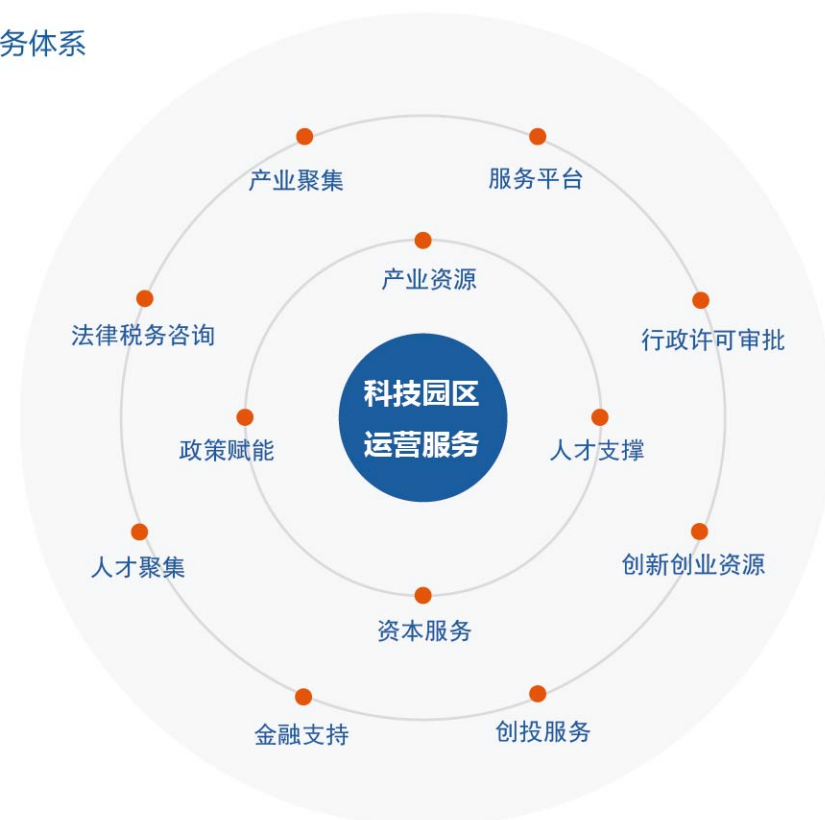 务体系
产业聚集
服务平台
产业资源
法律税务咨询
行政许可审批
科技园区
运营服务
政策赋能
人才支撑
人才聚集
创新创业资源
资本服务
金融支持
创投服务